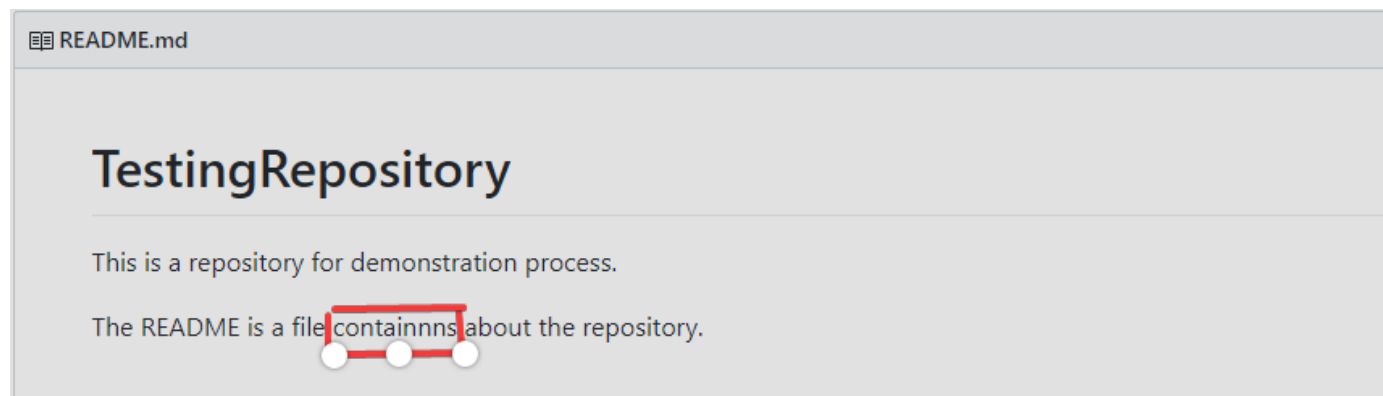 README.md
TestingRepository
This is a repository for demonstration process.
The README is a file containnns about the repository.